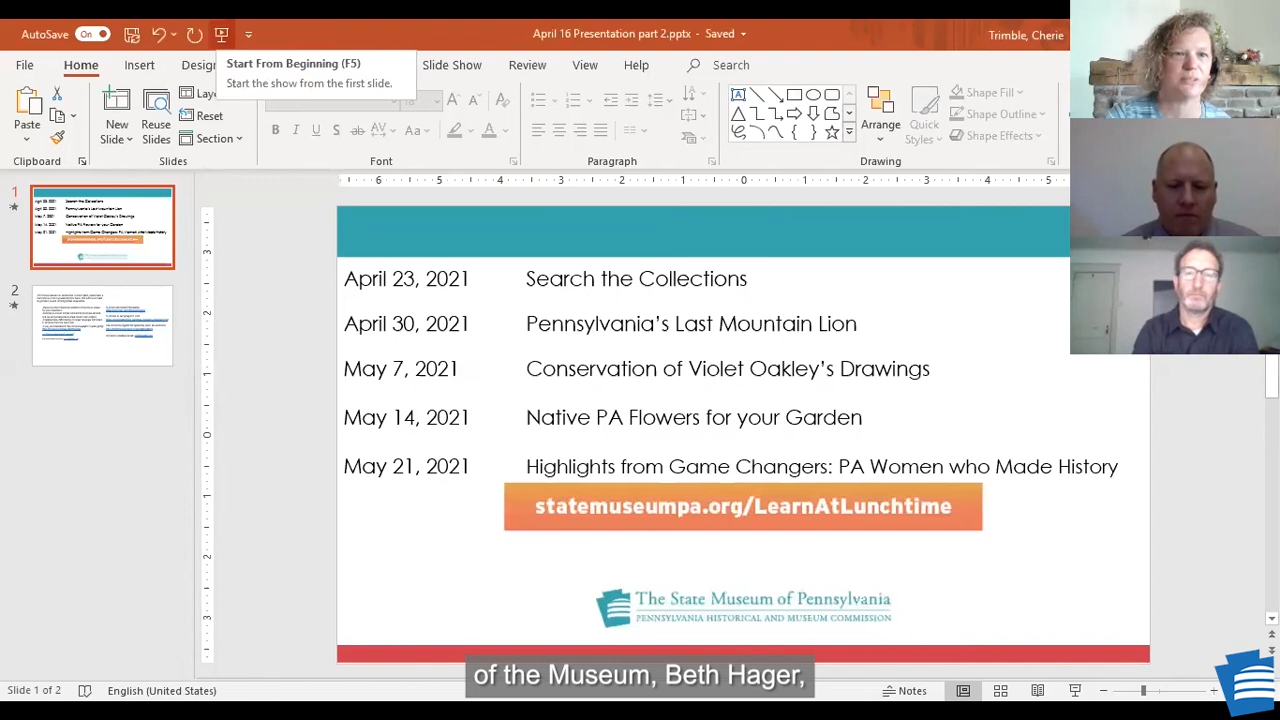 AutoSave On
April 16 Presentation part 2.pptx - Saved
Trimble, Cherie
File Home Insert Desig Slide Show Review View Help Search
Start From Beginning (F5)
Start the show from the first slide.
Paste
New Slide
Reuse Slides
Reset
Section
Arrange
Quick Styles
Shape Fill
Shape Outline
Shape Effects
Clipboard Slides Font Paragraph Drawing
April 23, 2021 Search the Collections
April 30, 2021 Pennsylvania's Last Mountain Lion
May 7, 2021 Conservation of Violet Oakley's Drawings
May 14, 2021 Native PA Flowers for your Garden
May 21, 2021 Highlights from Game Changers: PA Women who Made History
statemuseumpa.org/LearnAtLunchtime
The State Museum of Pennsylvania
PENNSYLVANIA HISTORICAL AND MUSEUM COMMISSION
of the Museum, Beth Hager,
Slide 1 of 2 English (United States) Notes